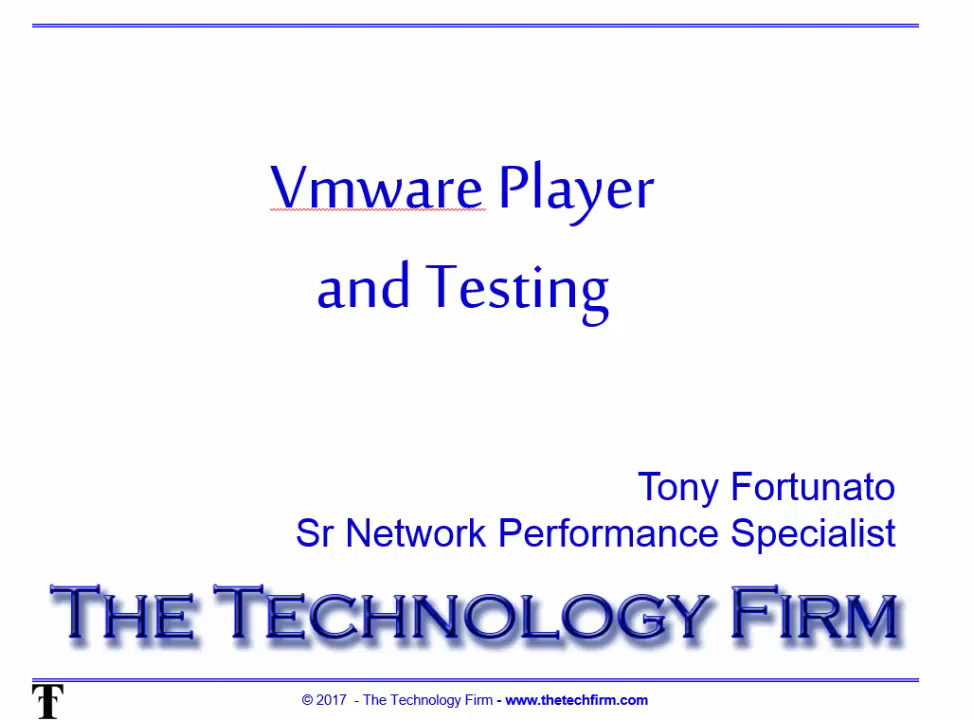 Vmware Player
and Testing
Tony Fortunato
Sr Network Performance Specialist
THE TECHNOLOGY FIRM
© 2017 - The Technology Firm - www.thetechfirm.com